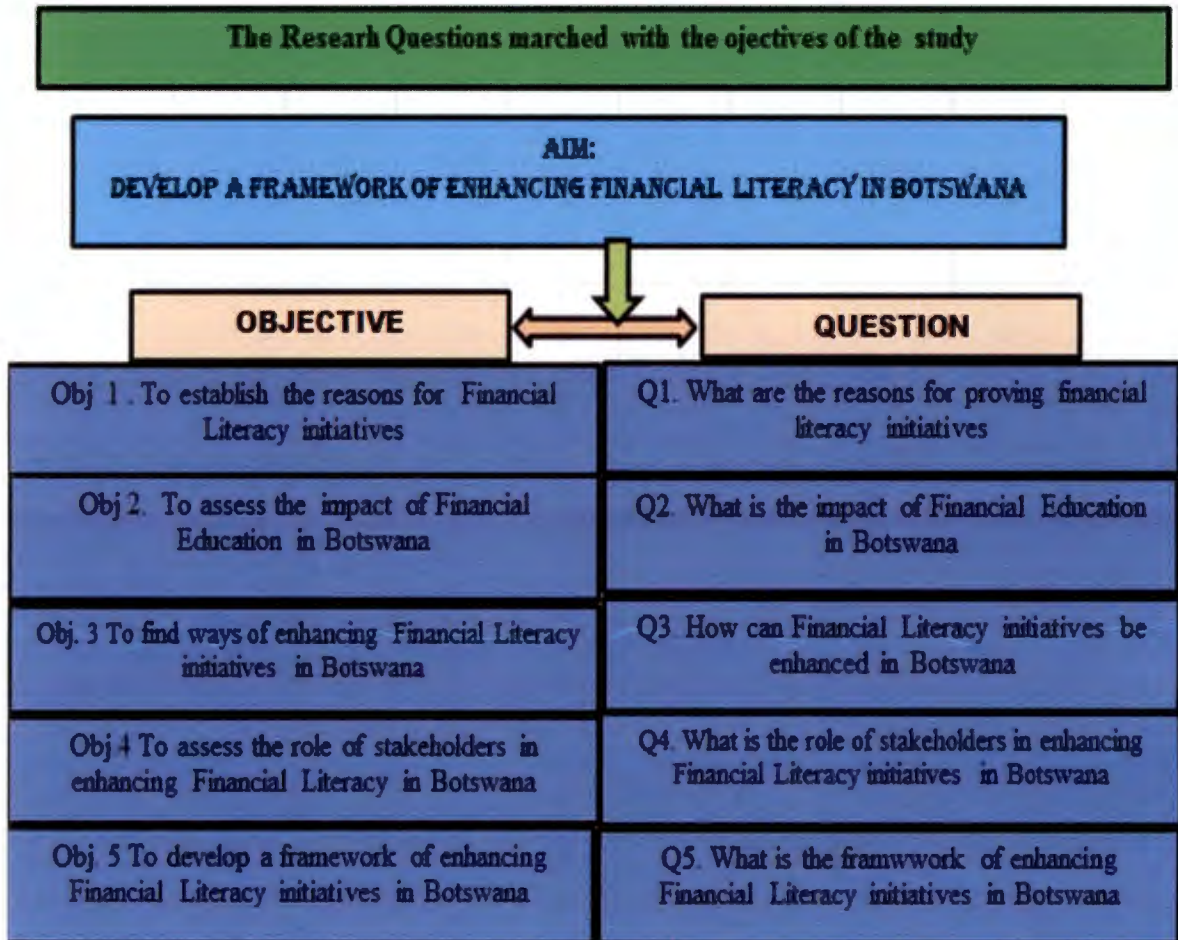 The Researh Questions marched with the ojectives of the study
AIM:
DEVELOP A FRAMEWORK OF ENHANCING FINANCIAL LITERACY IN BOTSWANA
OBJECTIVE
QUESTION
Obj 1 . To establish the reasons for Financial
Literacy initiatives
Q1. What are the reasons for proving financial
literacy initiatives
Obj 2. To assess the impact of Financial
Education in Botswana
Q2. What is the impact of Financial Education
in Botswana
Obj. 3 To find ways of enhancing Financial Literacy
initiatives in Botswana
Q3 How can Financial Literacy initiatives be
enhanced in Botswana
Obj 4 To assess the role of stakeholders in
enhancing Financial Literacy in Botswana
Q4. What is the role of stakeholders in enhancing
Financial Literacy initiatives in Botswana
Obj. 5 To develop a framework of enhancing
Financial Literacy initiatives in Botswana
Q5. What is the framwwork of enhancing
Financial Literacy initiatives in Botswana